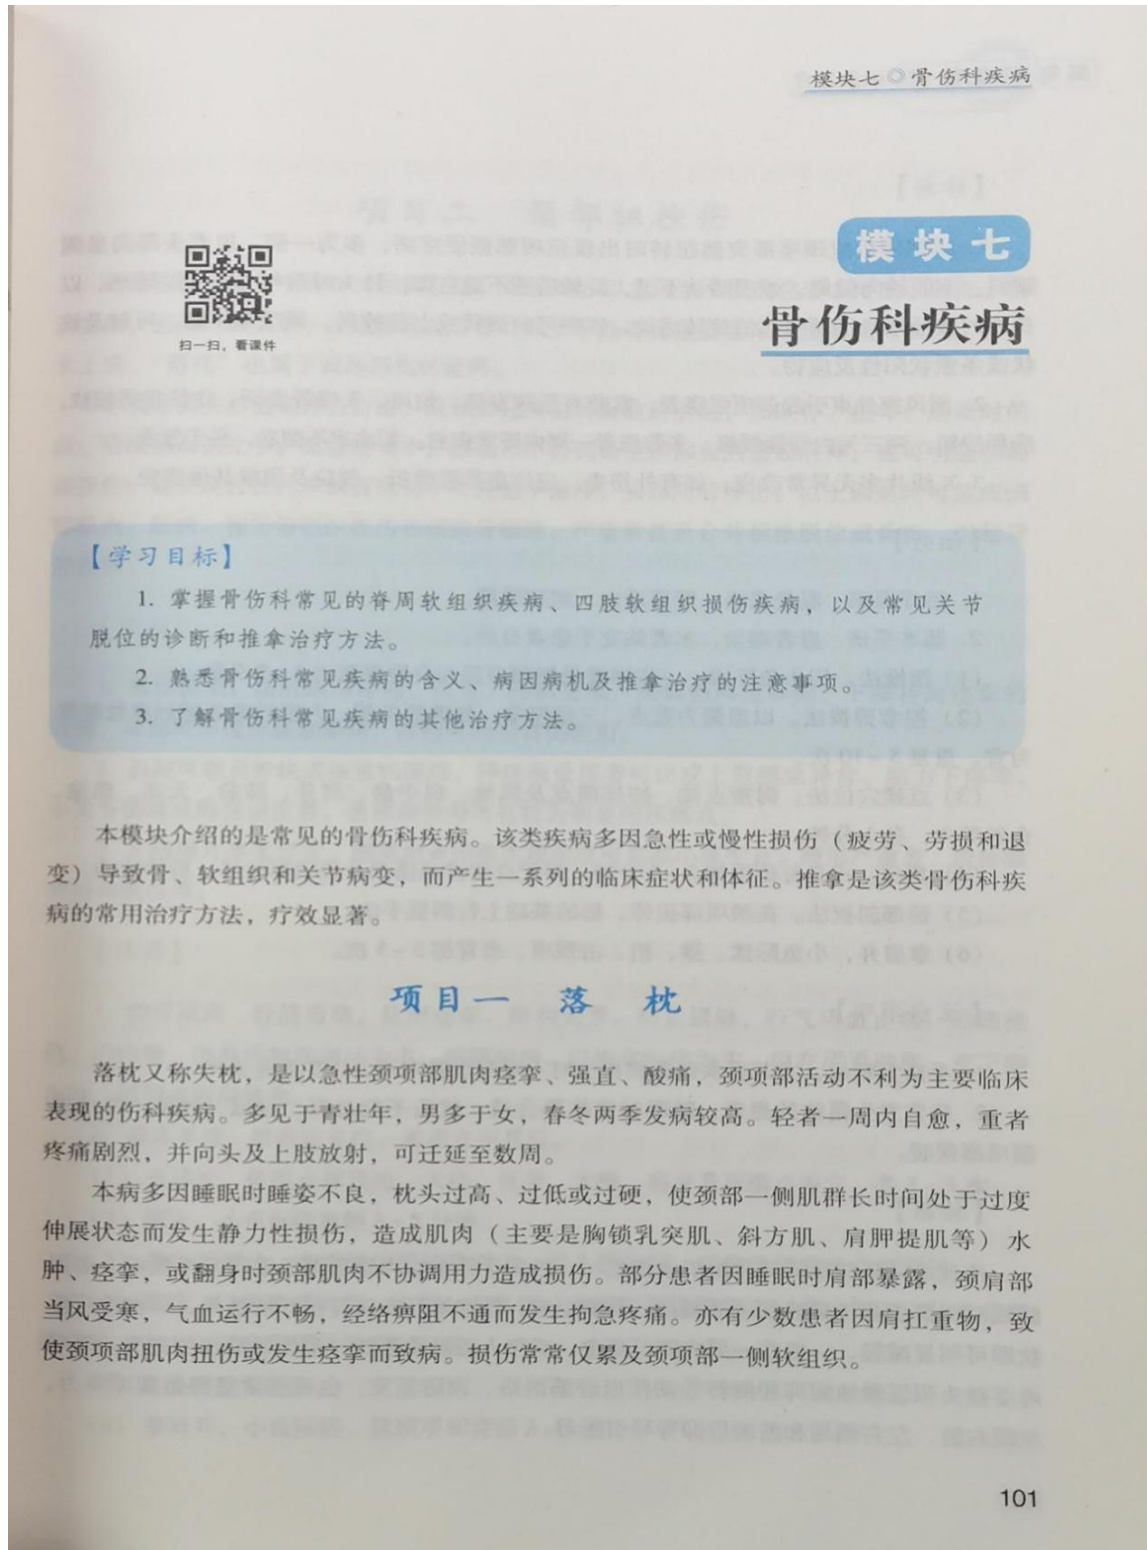 模块七◎骨伤科疾病
模块七
骨伤科疾病
扫一扫，看课件
【学习目标】
1. 掌握骨伤科常见的脊周软组织疾病、四肢软组织损伤疾病，以及常见关节
脱位的诊断和推拿治疗方法。
2. 熟悉骨伤科常见疾病的含义、病因病机及推拿治疗的注意事项。
3. 了解骨伤科常见疾病的其他治疗方法。
本模块介绍的是常见的骨伤科疾病。该类疾病多因急性或慢性损伤（疲劳、劳损和退
变）导致骨、软组织和关节病变，而产生一系列的临床症状和体征。推拿是该类骨伤科疾
病的常用治疗方法，疗效显著。
项目一 落 枕
落枕又称失枕，是以急性颈项部肌肉痉挛、强直、酸痛，颈项部活动不利为主要临床
表现的伤科疾病。多见于青壮年，男多于女，春冬两季发病较高。轻者一周内自愈，重者
疼痛剧烈，并向头及上肢放射，可迁延至数周。
本病多因睡眠时睡姿不良，枕头过高、过低或过硬，使颈部一侧肌群长时间处于过度
伸展状态而发生静力性损伤，造成肌肉（主要是胸锁乳突肌、斜方肌、肩胛提肌等）水
肿、痉挛，或翻身时颈部肌肉不协调用力造成损伤。部分患者因睡眠时肩部暴露，颈肩部
当风受寒，气血运行不畅，经络痹阻不通而发生拘急疼痛。亦有少数患者因肩扛重物，致
使颈项部肌肉扭伤或发生痉挛而致病。损伤常常仅累及颈项部一侧软组织。
101